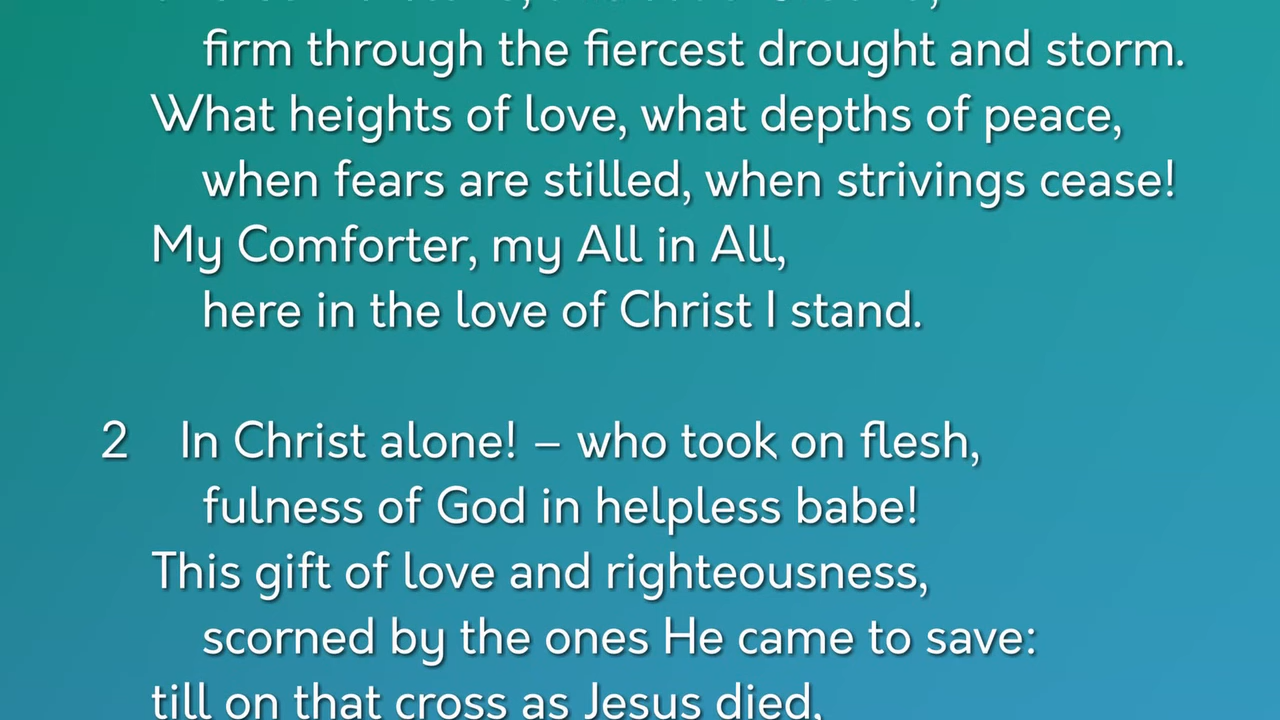 firm through the fiercest drought and storm.
What heights of love, what depths of peace,
when fears are stilled, when strivings cease!
My Comforter, my All in All,
here in the love of Christ I stand.
2 In Christ alone! – who took on flesh,
fulness of God in helpless babe!
This gift of love and righteousness,
scorned by the ones He came to save:
till on that cross as Jesus died,